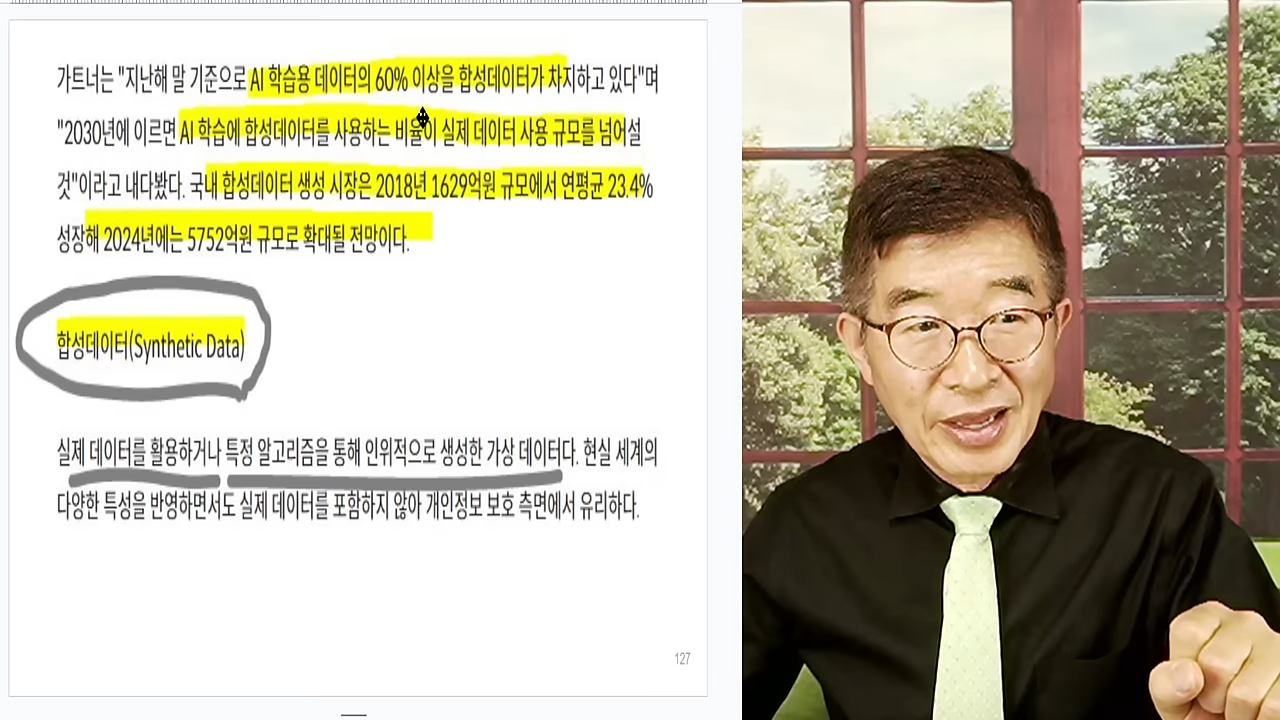 가트너는 "지난해 말 기준으로 AI 학습용 데이터의 60% 이상을 합성데이터가 차지하고 있다"며
"2030년에 이르면 AI 학습에 합성데이터를 사용하는 비율이 실제 데이터 사용 규모를 넘어설
것"이라고 내다봤다. 국내 합성데이터 생성 시장은 2018년 1629억원 규모에서 연평균 23.4%
성장해 2024년에는 5752억원 규모로 확대될 전망이다.
합성데이터(Synthetic Data)
실제 데이터를 활용하거나 특정 알고리즘을 통해 인위적으로 생성한 가상 데이터다. 현실 세계의
다양한 특성을 반영하면서도 실제 데이터를 포함하지 않아 개인정보 보호 측면에서 유리하다.
127